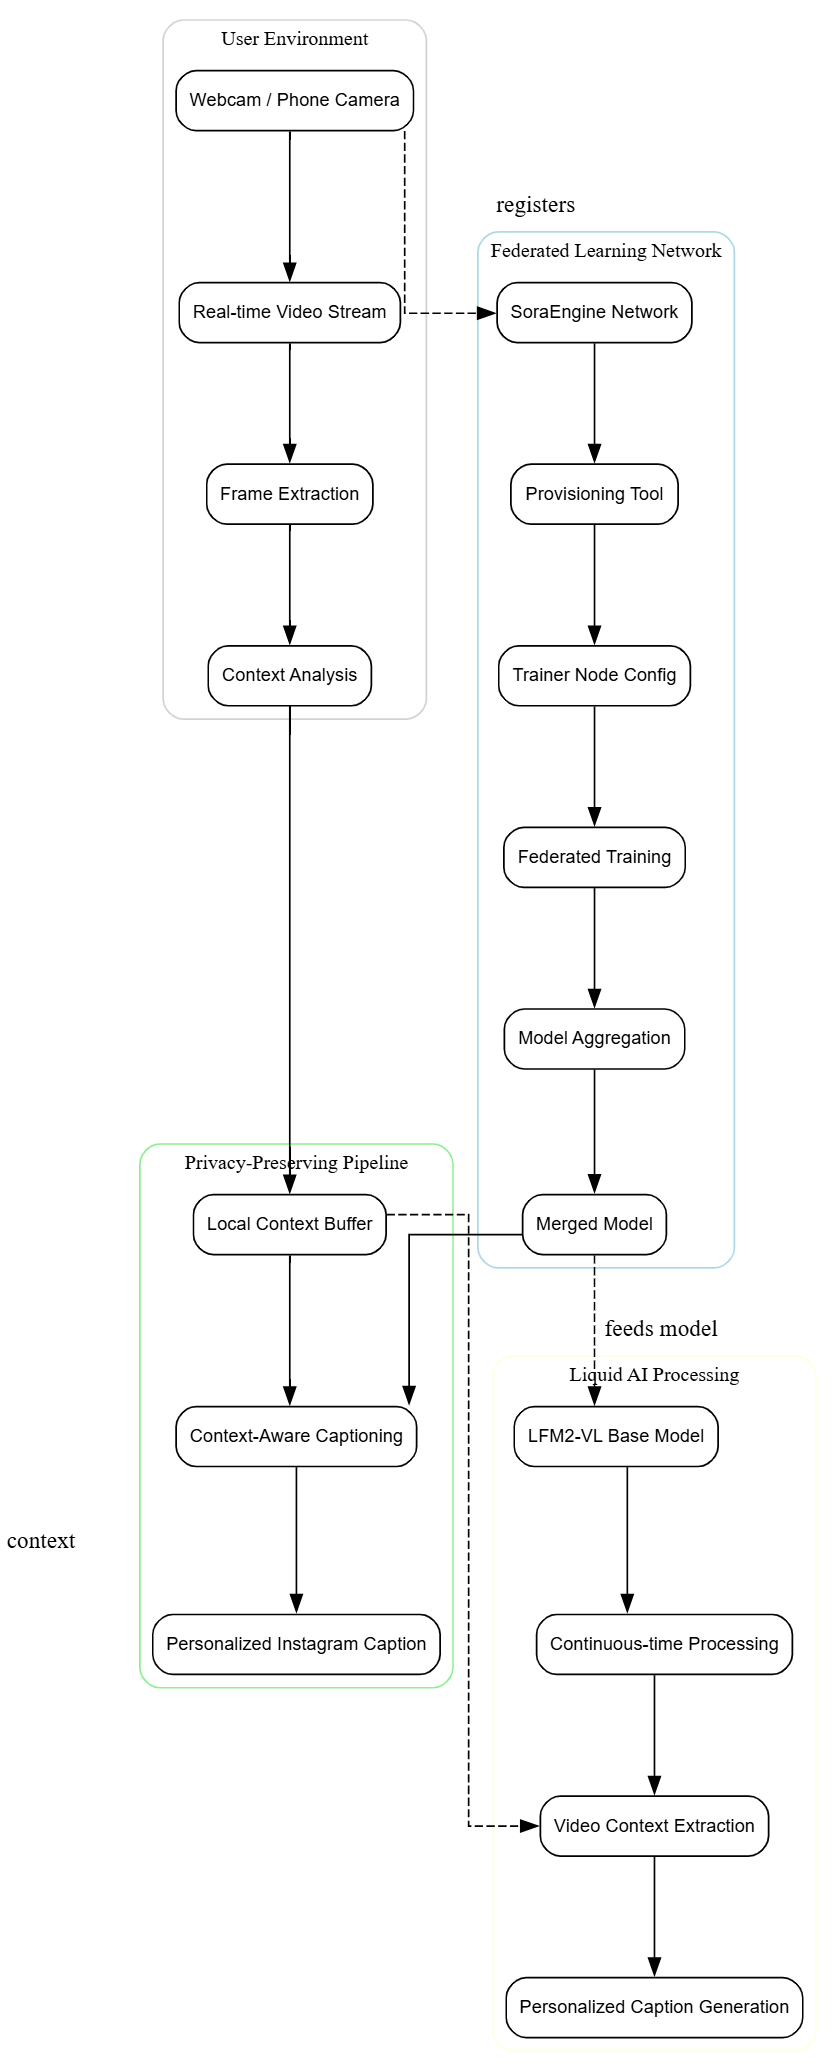 User Environment
Webcam / Phone Camera
registers
Federated Learning Network
Real-time Video Stream
SoraEngine Network
Frame Extraction
Provisioning Tool
Context Analysis
Trainer Node Config
Federated Training
Model Aggregation
Privacy-Preserving Pipeline
Local Context Buffer
Merged Model
feeds model
Liquid AI Processing
Context-Aware Captioning
LFM2-VL Base Model
context
Personalized Instagram Caption
Continuous-time Processing
Video Context Extraction
Personalized Caption Generation